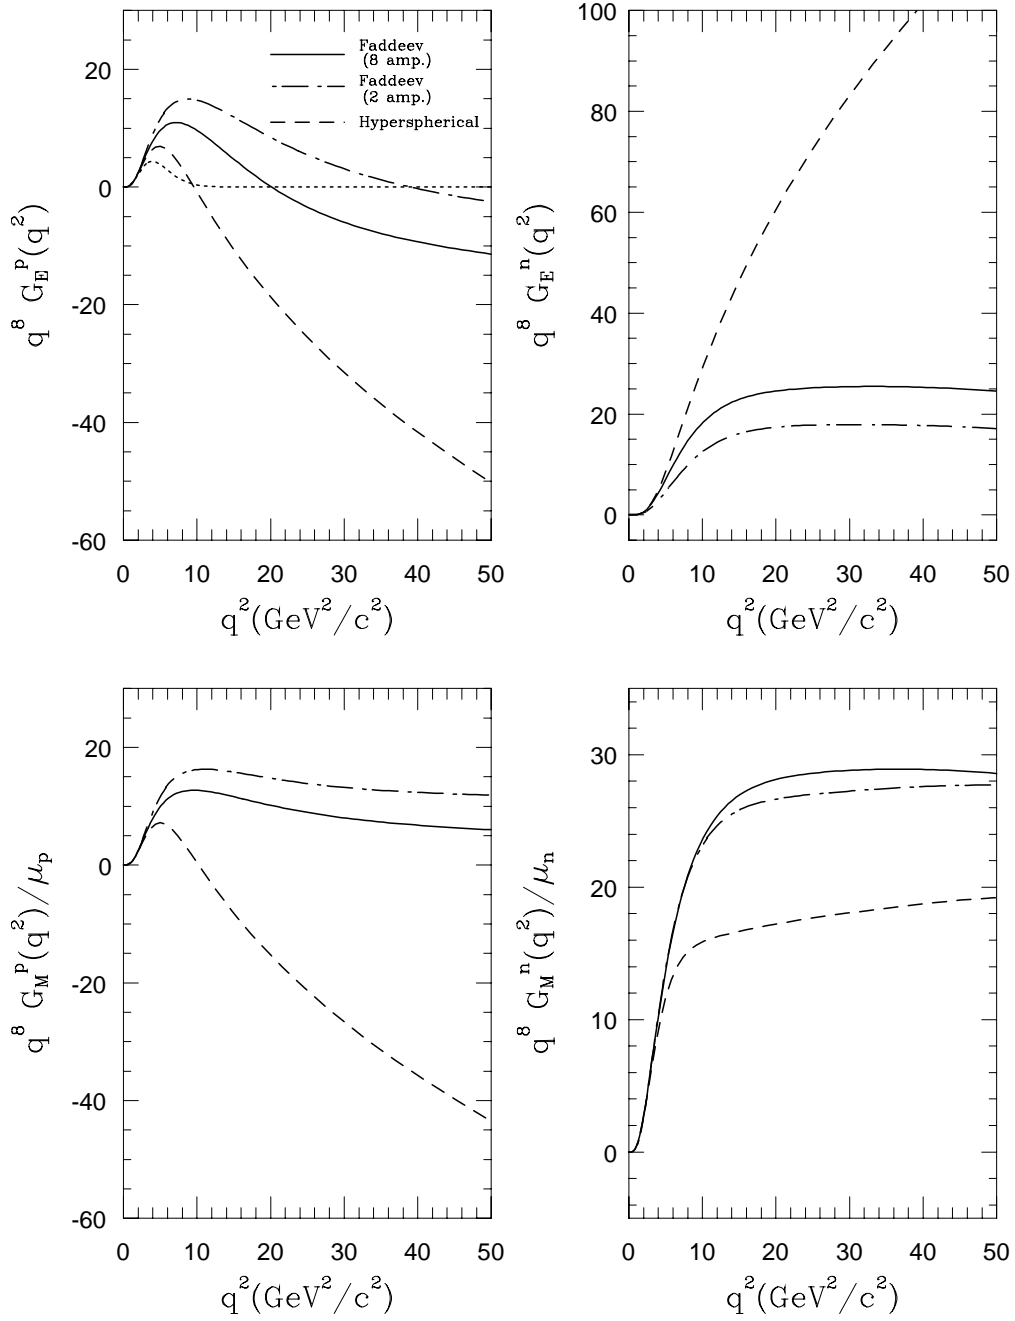 Faddeev
(8 amp.)
Faddeev
(2 amp.)
Hyperspherical
20
0
-20
-40
-60
0 10 20 30 40 50
q^8 G_E^p(q^2)
q^2(GeV^2/c^2)
100
80
60
40
20
0
0 10 20 30 40 50
q^8 G_E^n(q^2)
q^2(GeV^2/c^2)
20
0
-20
-40
-60
0 10 20 30 40 50
q^8 G_M^p(q^2)/μ_p
q^2(GeV^2/c^2)
30
20
10
0
0 10 20 30 40 50
q^8 G_M^n(q^2)/μ_n
q^2(GeV^2/c^2)